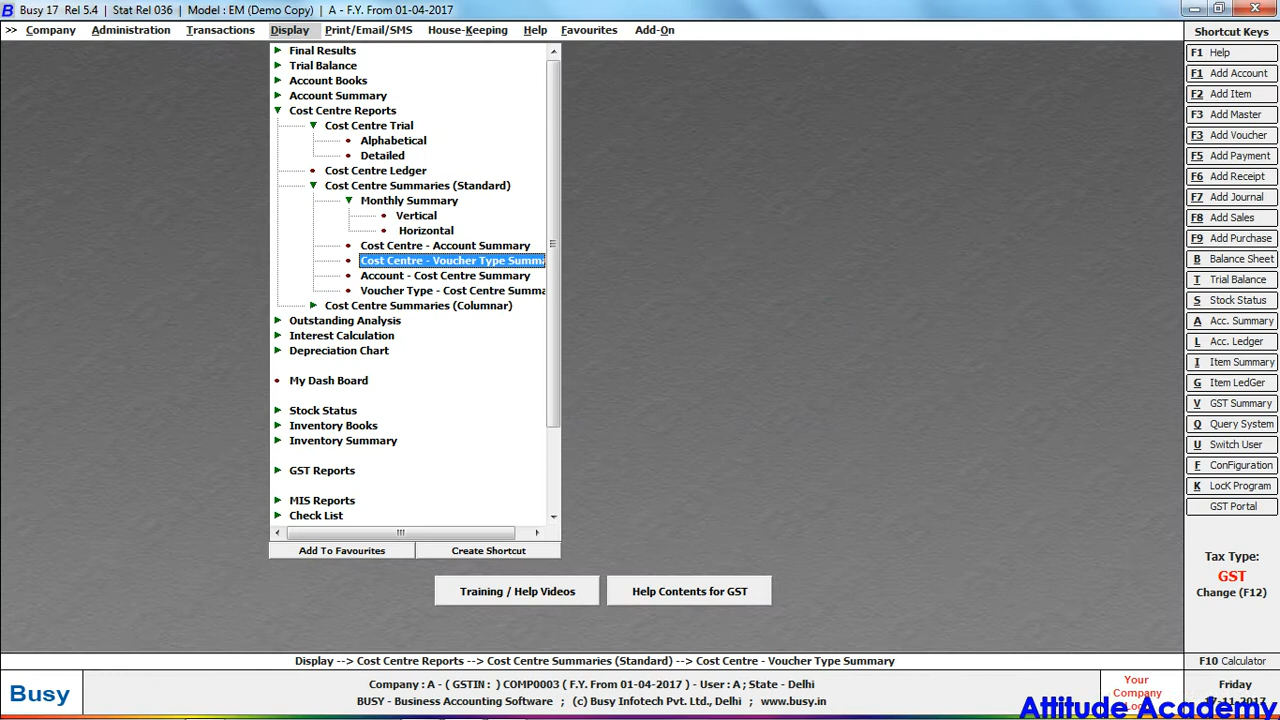 Busy 17 Rel 5.4 | Stat Rel 036 | Model : EM (Demo Copy) | A - F.Y. From 01-04-2017
>> Company Administration Transactions Display Print/Email/SMS House-Keeping Help Favourites Add-On
Final Results
Trial Balance
Account Books
Account Summary
Cost Centre Reports
Cost Centre Trial
Alphabetical
Detailed
Cost Centre Ledger
Cost Centre Summaries (Standard)
Monthly Summary
Vertical
Horizontal
Cost Centre - Account Summary
Cost Centre - Voucher Type Summa
Account - Cost Centre Summary
Voucher Type - Cost Centre Summa
Cost Centre Summaries (Columnar)
Outstanding Analysis
Interest Calculation
Depreciation Chart
My Dash Board
Stock Status
Inventory Books
Inventory Summary
GST Reports
MIS Reports
Check List
Add To Favourites Create Shortcut
Training / Help Videos Help Contents for GST
Shortcut Keys
F1 Help
F1 Add Account
F2 Add Item
F3 Add Master
F3 Add Voucher
F5 Add Payment
F6 Add Receipt
F7 Add Journal
F8 Add Sales
F9 Add Purchase
B Balance Sheet
T Trial Balance
S Stock Status
A Acc. Summary
L Acc. Ledger
I Item Summary
G Item LedGer
V GST Summary
Q Query System
U Switch User
F ConFiguration
K LocK Program
GST Portal
Tax Type:
GST
Change (F12)
Display --> Cost Centre Reports --> Cost Centre Summaries (Standard) --> Cost Centre - Voucher Type Summary
F10 Calculator
Busy
Company : A - ( GSTIN : ) COMP0003 ( F.Y. From 01-04-2017 ) - User : A ; State - Delhi
BUSY - Business Accounting Software ; (c) Busy Infotech Pvt. Ltd., Delhi ; www.busy.in
Your
Company
Friday
Attitude Academy